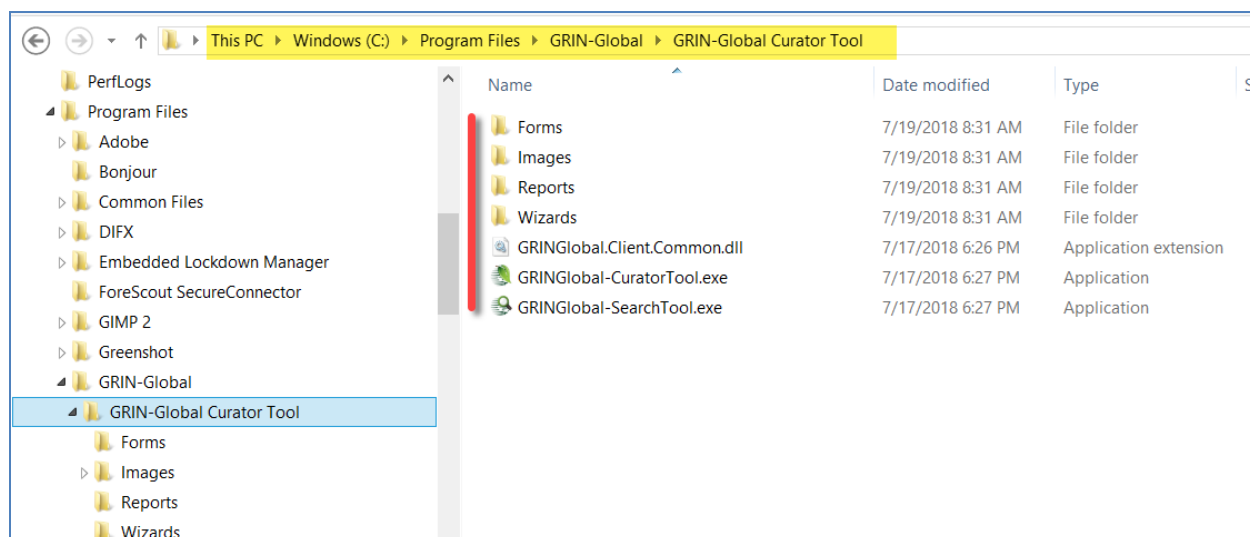 This PC Windows (C:) Program Files GRIN-Global GRIN-Global Curator Tool
PerfLogs
Program Files
Adobe
Bonjour
Common Files
DIFX
Embedded Lockdown Manager
ForeScout SecureConnector
GIMP 2
Greenshot
GRIN-Global
GRIN-Global Curator Tool
Forms
Images
Reports
Wizards
Name Date modified Type S
Forms 7/19/2018 8:31 AM File folder
Images 7/19/2018 8:31 AM File folder
Reports 7/19/2018 8:31 AM File folder
Wizards 7/19/2018 8:31 AM File folder
GRINGlobal.Client.Common.dll 7/17/2018 6:26 PM Application extension
GRINGlobal-CuratorTool.exe 7/17/2018 6:27 PM Application
GRINGlobal-SearchTool.exe 7/17/2018 6:27 PM Application